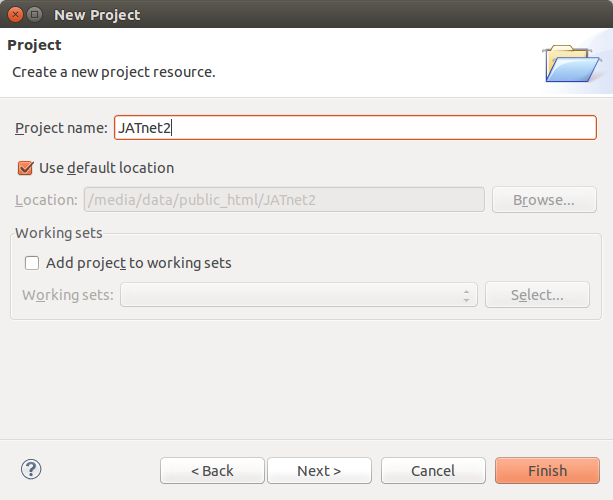 New Project
Project
Create a new project resource.
Project name: JATnet2
Use default location
Location: /media/data/public_html/JATnet2 Browse...
Working sets
Add project to working sets
Working sets: Select...
? < Back Next > Cancel Finish